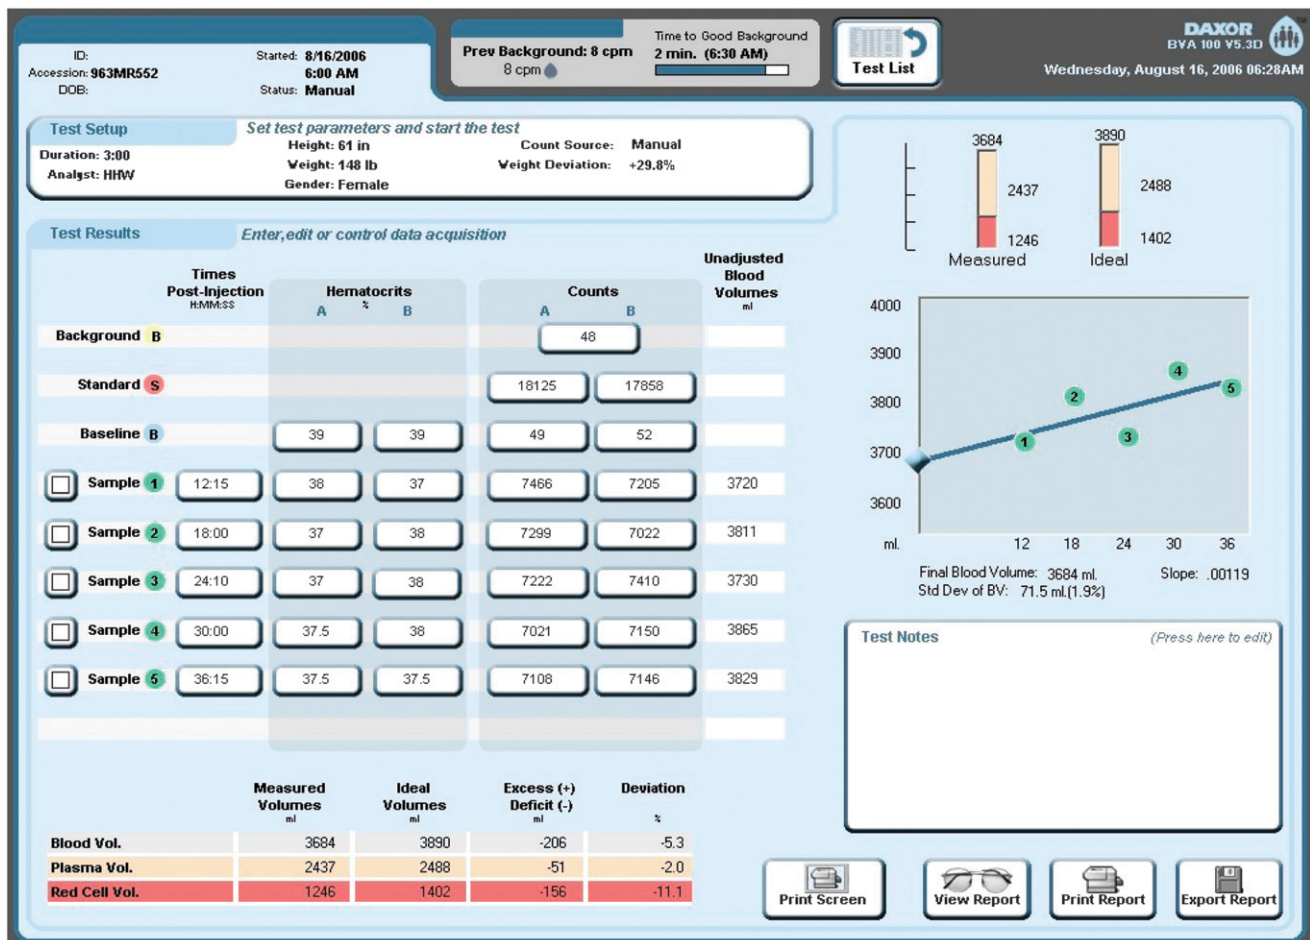 ID:
Accession: 963MR552
DOB:
Started: 8/16/2006
6:00 AM
Status: Manual
Prev Background: 8 cpm
8 cpm
Time to Good Background
2 min. (6:30 AM)
Test List
DAXOR
BVA 100 V5.3D
Wednesday, August 16, 2006 06:28AM
Test Setup
Set test parameters and start the test
Duration: 3:00
Analyst: HHW
Height: 61 in
Weight: 148 lb
Gender: Female
Count Source: Manual
Weight Deviation: +29.8%
Test Results
Enter,edit or control data acquisition
Times
Post-Injection
H:MM:SS
Hematocrits
A % B
Counts
A B
Unadjusted
Blood
Volumes
ml
Background B 48
Standard S 18125 17858
Baseline B 39 39 49 52
Sample 1 12:15 38 37 7466 7205 3720
Sample 2 18:00 37 38 7299 7022 3811
Sample 3 24:10 37 38 7222 7410 3730
Sample 4 30:00 37.5 38 7021 7150 3865
Sample 5 36:15 37.5 37.5 7108 7146 3829
Measured
Volumes
ml
Ideal
Volumes
ml
Excess (+)
Deficit (-)
ml
Deviation
%
Blood Vol. 3684 3890 -206 -5.3
Plasma Vol. 2437 2488 -51 -2.0
Red Cell Vol. 1246 1402 -156 -11.1
3684
2437
1246
Measured
3890
2488
1402
Ideal
4000
3900
3800
3700
3600
1
2
3
4
5
ml. 12 18 24 30 36
Final Blood Volume: 3684 ml. Slope: .00119
Std Dev of BV: 71.5 ml.(1.9%)
Test Notes (Press here to edit)
Print Screen
View Report
Print Report
Export Report